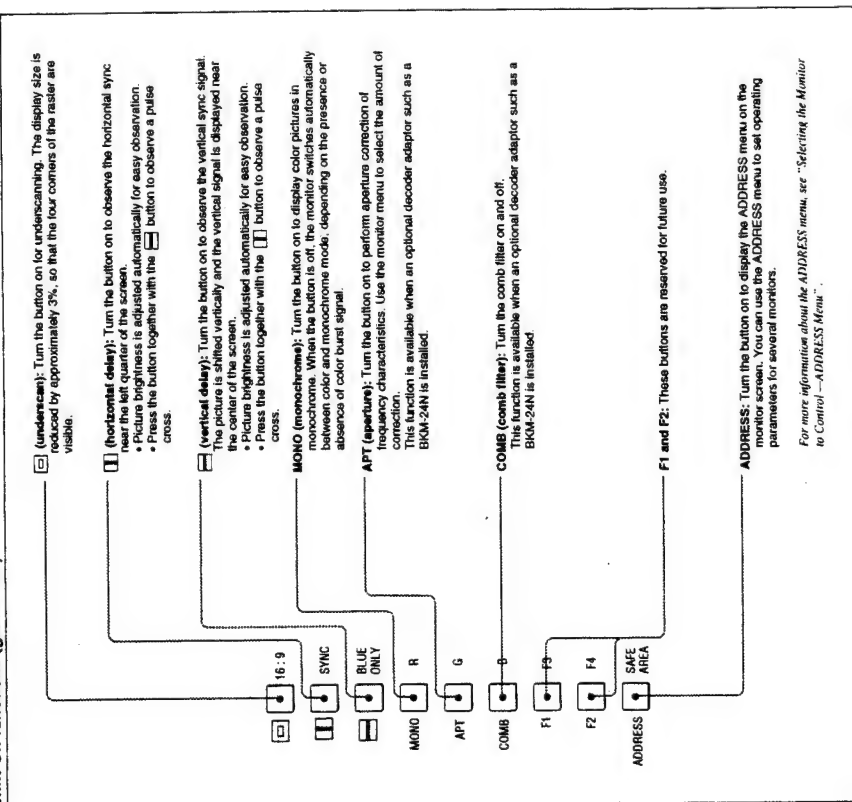 (underscan): Turn the button on for underscanning. The display size is
reduced by approximately 3%, so that the four corners of the raster are
visible.
(horizontal delay): Turn the button on to observe the horizontal sync
near the left quarter of the screen.
• Picture brightness is adjusted automatically for easy observation.
• Press the button together with the button to observe a pulse
cross.
(vertical delay): Turn the button on to observe the vertical sync signal.
The picture is shifted vertically and the vertical signal is displayed near
the center of the screen.
• Picture brightness is adjusted automatically for easy observation.
• Press the button together with the button to observe a pulse
cross.
MONO (monochrome): Turn the button on to display color pictures in
monochrome. When the button is off, the monitor switches automatically
between color and monochrome mode, depending on the presence or
absence of color burst signal.
APT (aperture): Turn the button on to perform aperture correction of
frequency characteristics. Use the monitor menu to select the amount of
correction.
This function is available when an optional decoder adaptor such as a
BKM-24N is installed.
COMB (comb filter): Turn the comb filter on and off.
This function is available when an optional decoder adaptor such as a
BKM-24N is installed.
F1 and F2: These buttons are reserved for future use.
ADDRESS: Turn the button on to display the ADDRESS menu on the
monitor screen. You can use the ADDRESS menu to set operating
parameters for several monitors.
For more information about the ADDRESS menu, see "Selecting the Monitor
to Control—ADDRESS Menu".
16 : 9
SYNC
BLUE
ONLY
MONO R
APT G
COMB B
F1 F3
F2 F4
ADDRESS SAFE
AREA